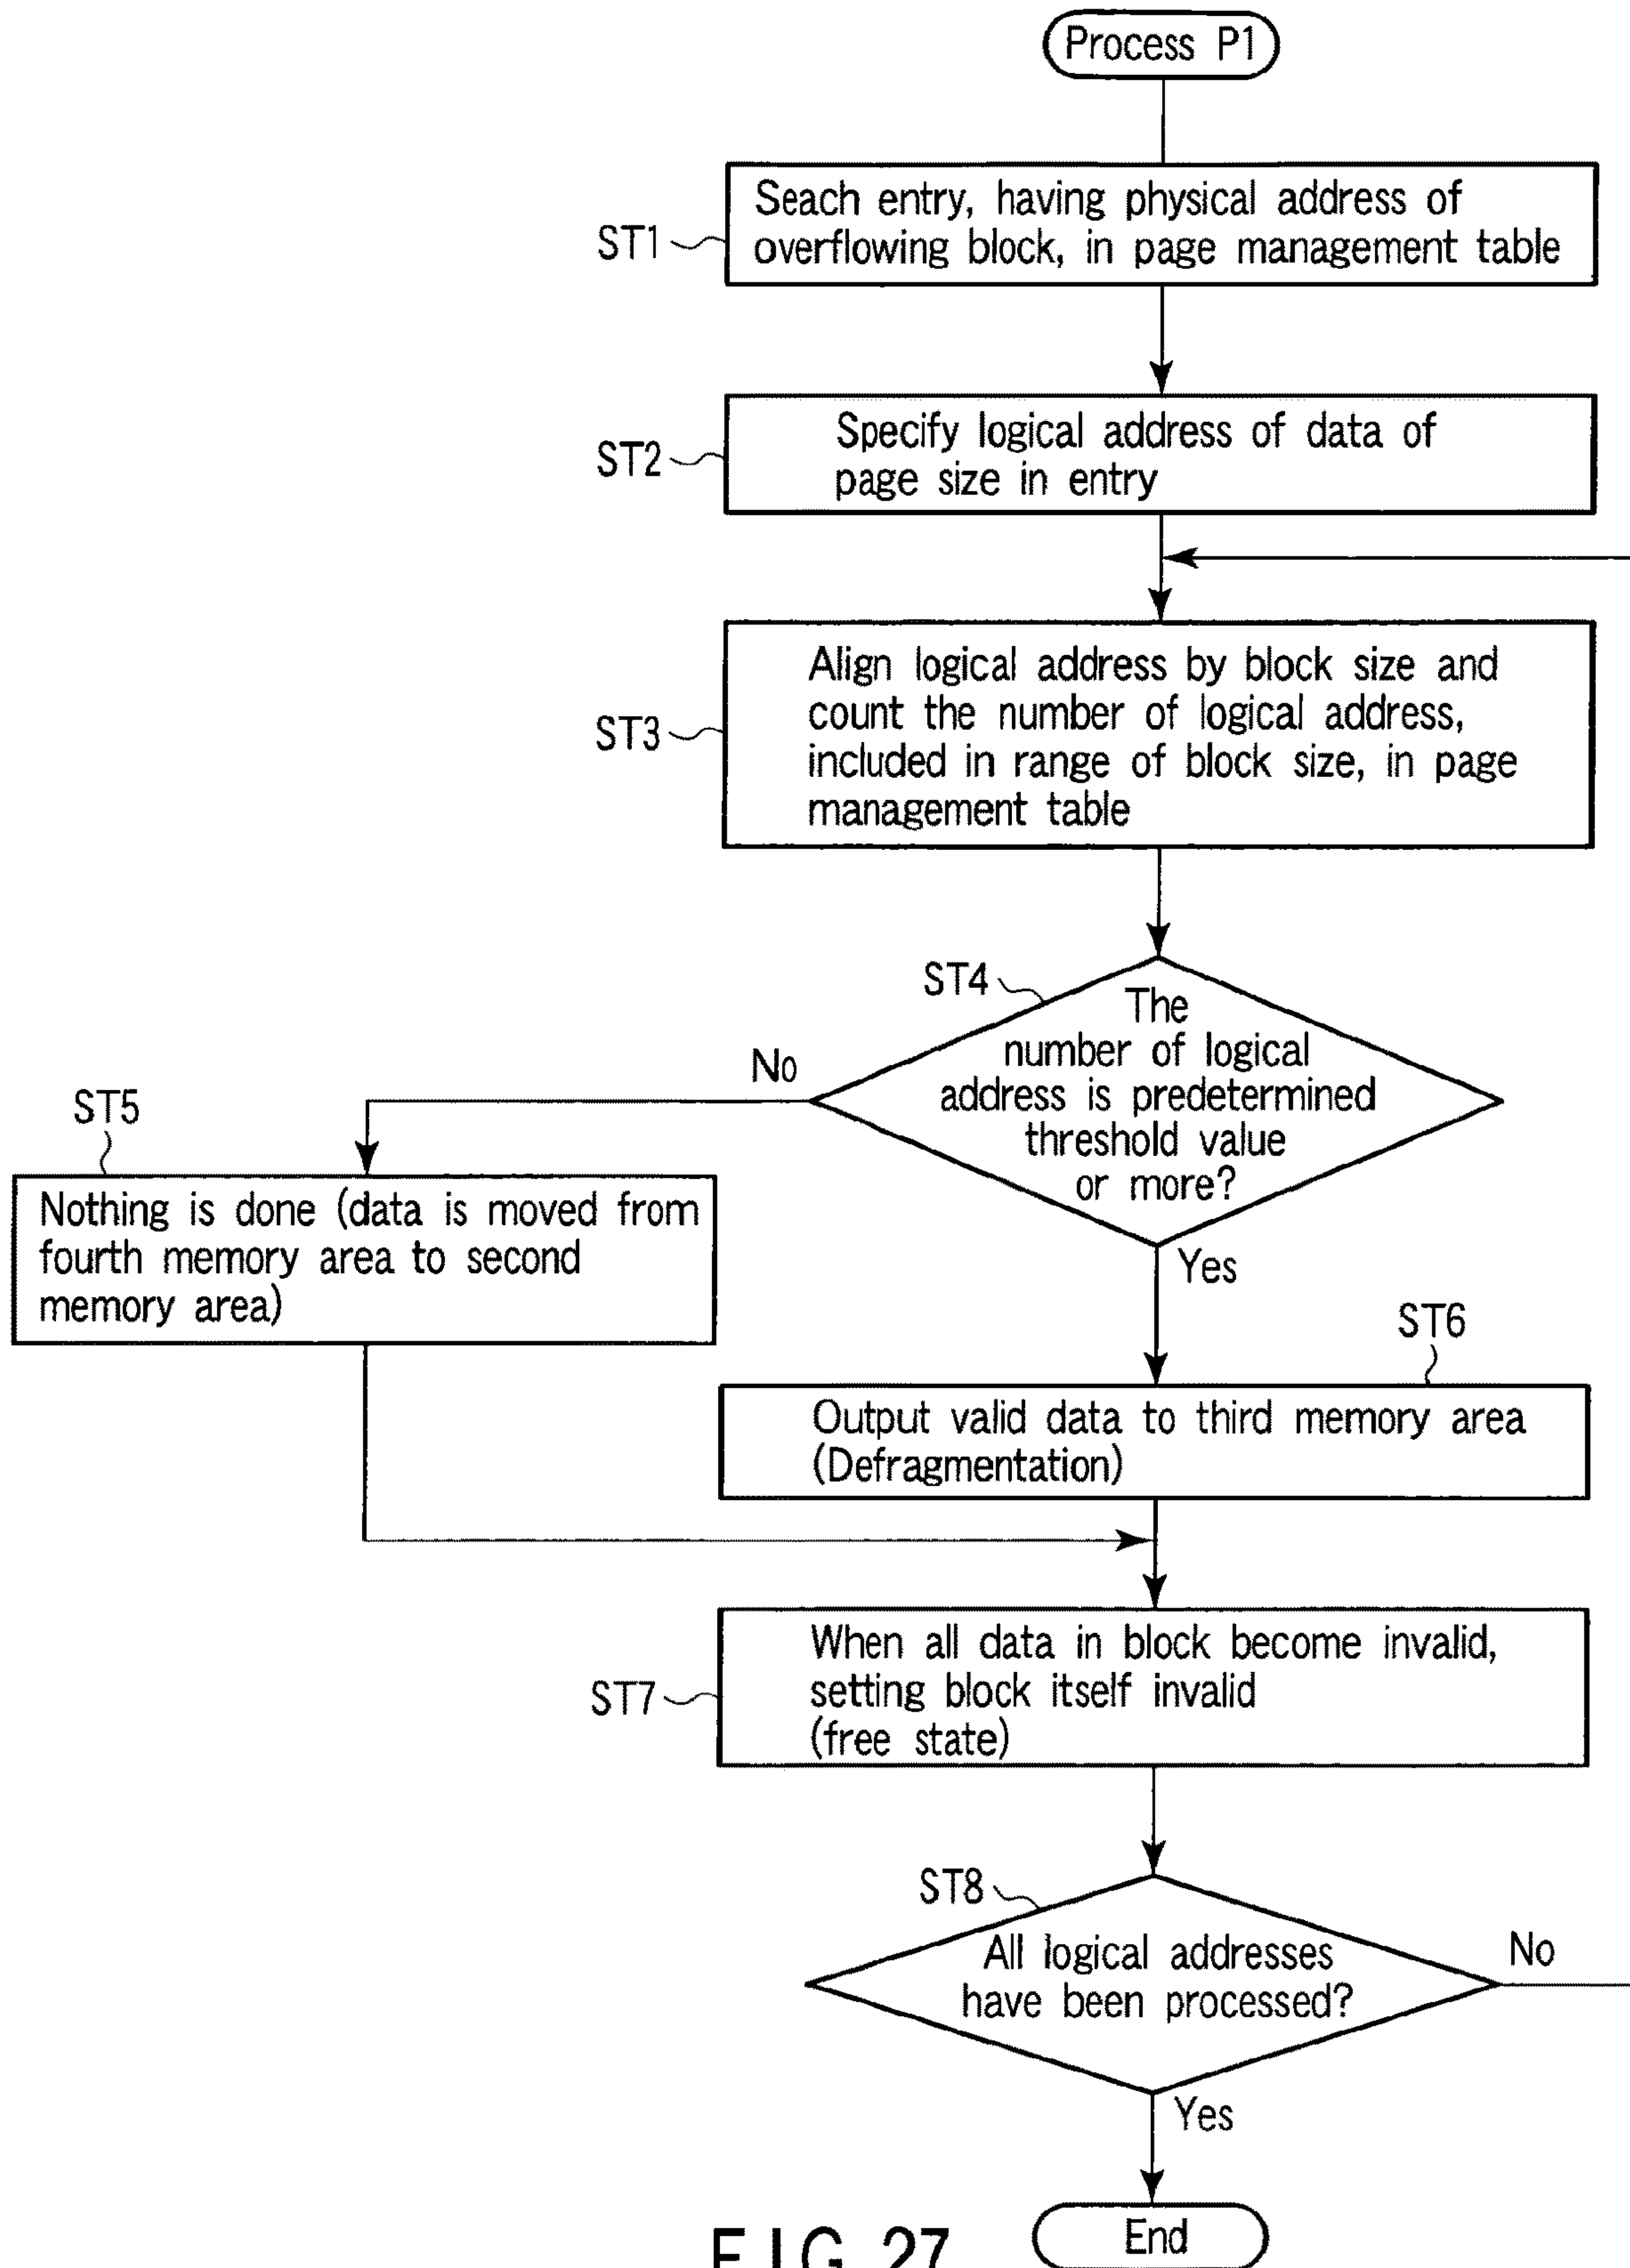 Process P1
ST1
Seach entry, having physical address of
overflowing block, in page management table
ST2
Specify logical address of data of
page size in entry
ST3
Align logical address by block size and
count the number of logical address,
included in range of block size, in page
management table
ST4
The
number of logical
address is predetermined
threshold value
or more?
No
Yes
ST5
Nothing is done (data is moved from
fourth memory area to second
memory area)
ST6
Output valid data to third memory area
(Defragmentation)
ST7
When all data in block become invalid,
setting block itself invalid
(free state)
ST8
All logical addresses
have been processed?
No
Yes
End
FIG. 27